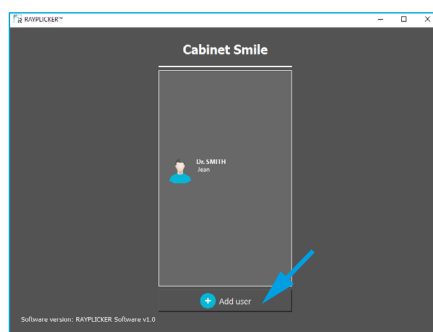 RAYPLICKER™
Cabinet Smile
Dr. SMITH
Jean
Add user
Software version: RAYPLICKER Software v1.0